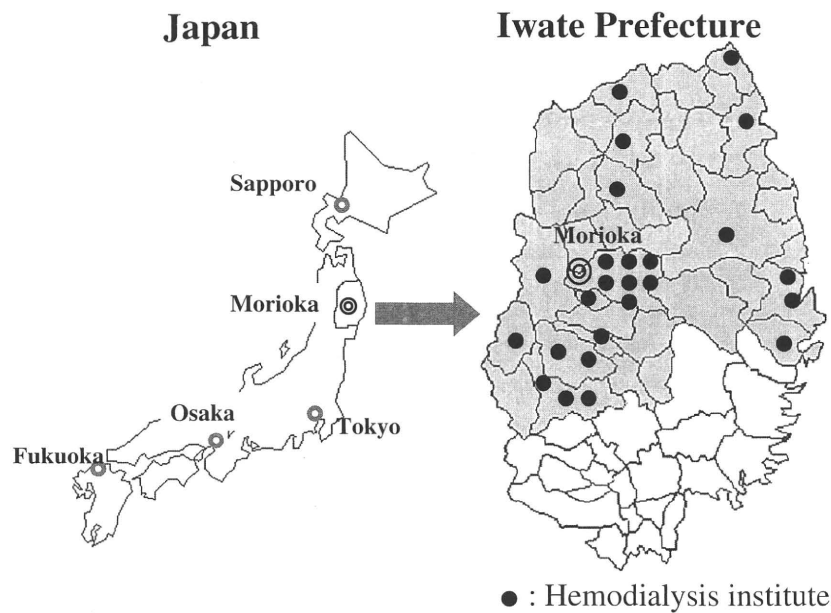 Japan
Iwate Prefecture
Sapporo
Morioka
Morioka
Osaka
Tokyo
Fukuoka
: Hemodialysis institute